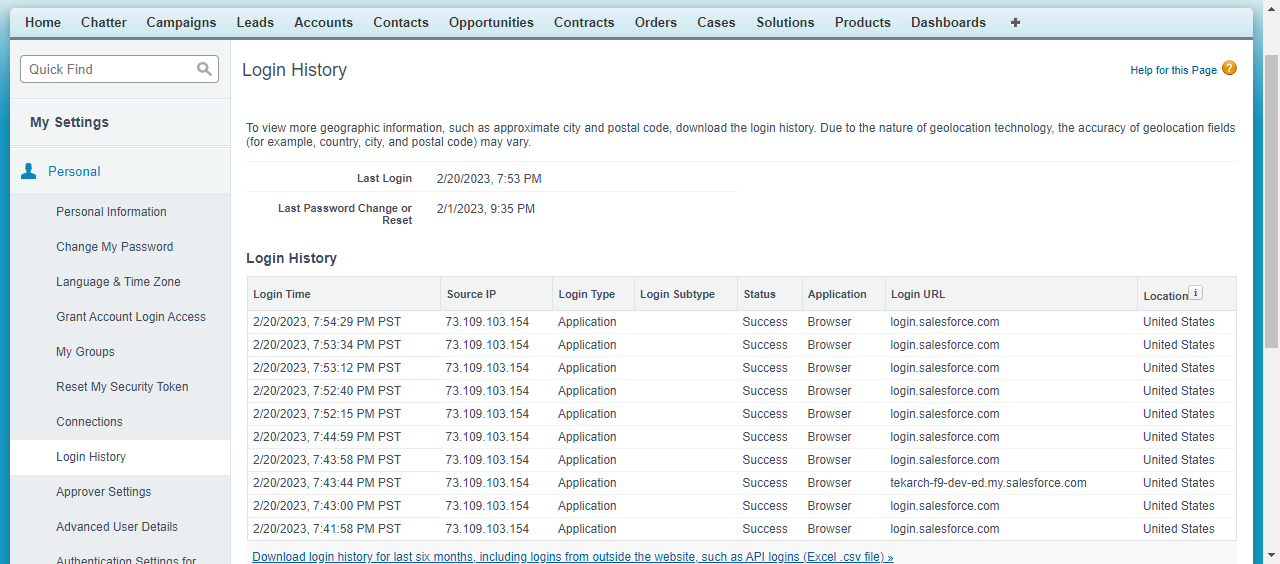 Home Chatter Campaigns Leads Accounts Contacts Opportunities Contracts Orders Cases Solutions Products Dashboards +
Quick Find
My Settings
Personal
Personal Information
Change My Password
Language & Time Zone
Grant Account Login Access
My Groups
Reset My Security Token
Connections
Login History
Approver Settings
Advanced User Details
Authentication Settings for
Login History
Help for this Page ?
To view more geographic information, such as approximate city and postal code, download the login history. Due to the nature of geolocation technology, the accuracy of geolocation fields
(for example, country, city, and postal code) may vary.
Last Login 2/20/2023, 7:53 PM
Last Password Change or
Reset 2/1/2023, 9:35 PM
Login History
Login Time Source IP Login Type Login Subtype Status Application Login URL Location i
2/20/2023, 7:54:29 PM PST 73.109.103.154 Application Success Browser login.salesforce.com United States
2/20/2023, 7:53:34 PM PST 73.109.103.154 Application Success Browser login.salesforce.com United States
2/20/2023, 7:53:12 PM PST 73.109.103.154 Application Success Browser login.salesforce.com United States
2/20/2023, 7:52:40 PM PST 73.109.103.154 Application Success Browser login.salesforce.com United States
2/20/2023, 7:52:15 PM PST 73.109.103.154 Application Success Browser login.salesforce.com United States
2/20/2023, 7:44:59 PM PST 73.109.103.154 Application Success Browser login.salesforce.com United States
2/20/2023, 7:43:58 PM PST 73.109.103.154 Application Success Browser login.salesforce.com United States
2/20/2023, 7:43:44 PM PST 73.109.103.154 Application Success Browser tekarch-f9-dev-ed.my.salesforce.com United States
2/20/2023, 7:43:00 PM PST 73.109.103.154 Application Success Browser login.salesforce.com United States
2/20/2023, 7:41:58 PM PST 73.109.103.154 Application Success Browser login.salesforce.com United States
Download login history for last six months, including logins from outside the website, such as API logins (Excel .csv file) »